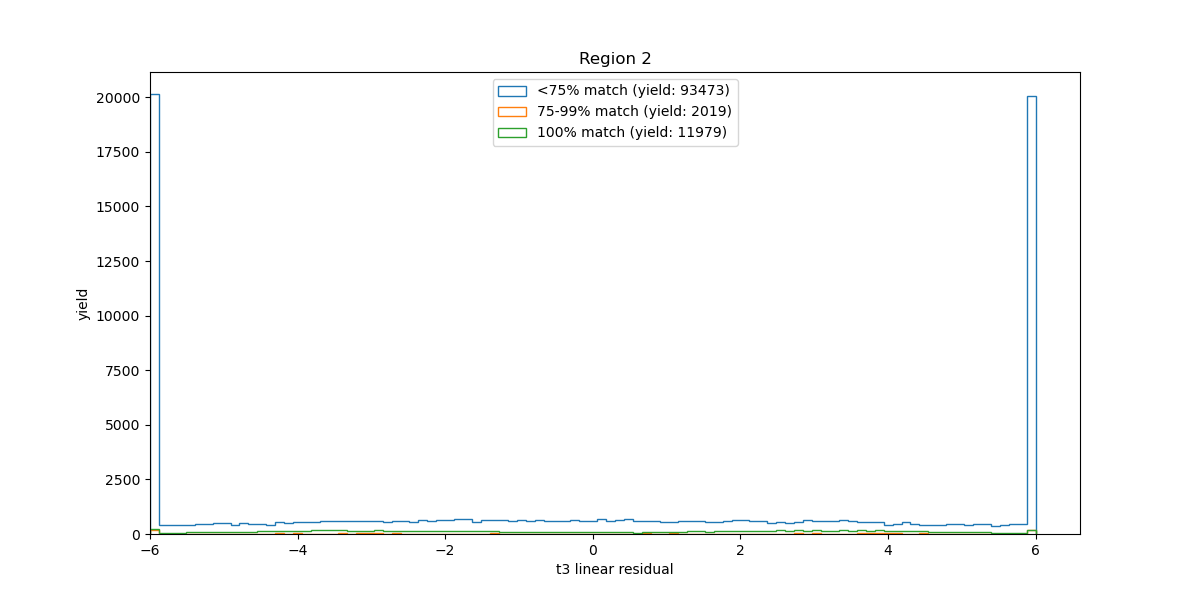 Region 2
<75% match (yield: 93473)
75-99% match (yield: 2019)
100% match (yield: 11979)
20000
17500
15000
12500
10000
7500
5000
2500
0
yield
−6
−4
−2
0
2
4
6
t3 linear residual